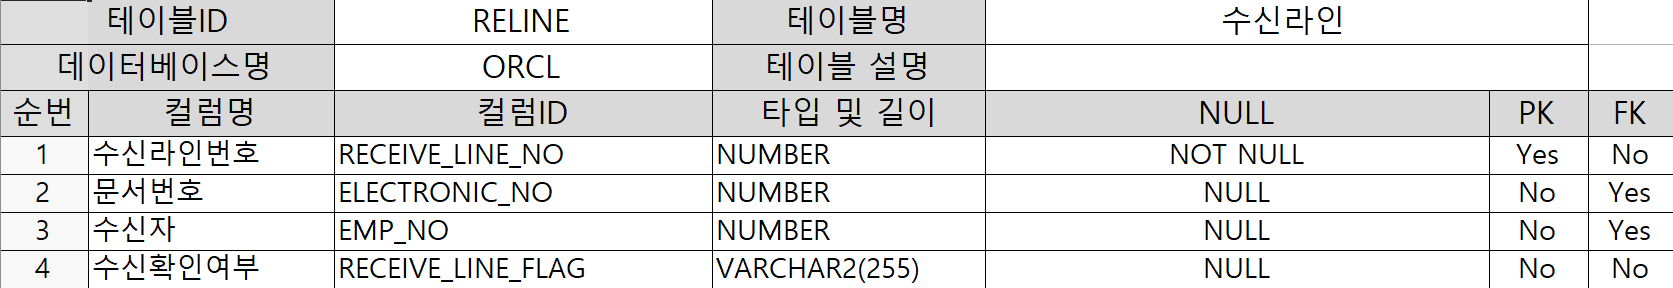 테이블ID RELINE 테이블명 수신라인
데이터베이스명 ORCL 테이블 설명
순번 컬럼명 컬럼ID 타입 및 길이 NULL PK FK
1 수신라인번호 RECEIVE_LINE_NO NUMBER NOT NULL Yes No
2 문서번호 ELECTRONIC_NO NUMBER NULL No Yes
3 수신자 EMP_NO NUMBER NULL No Yes
4 수신확인여부 RECEIVE_LINE_FLAG VARCHAR2(255) NULL No No